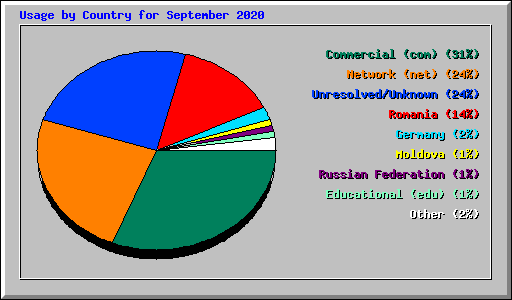 Usage by Country for September 2020
Commercial (com) (31%)
Network (net) (24%)
Unresolved/Unknown (24%)
Romania (14%)
Germany (2%)
Moldova (1%)
Russian Federation (1%)
Educational (edu) (1%)
Other (2%)